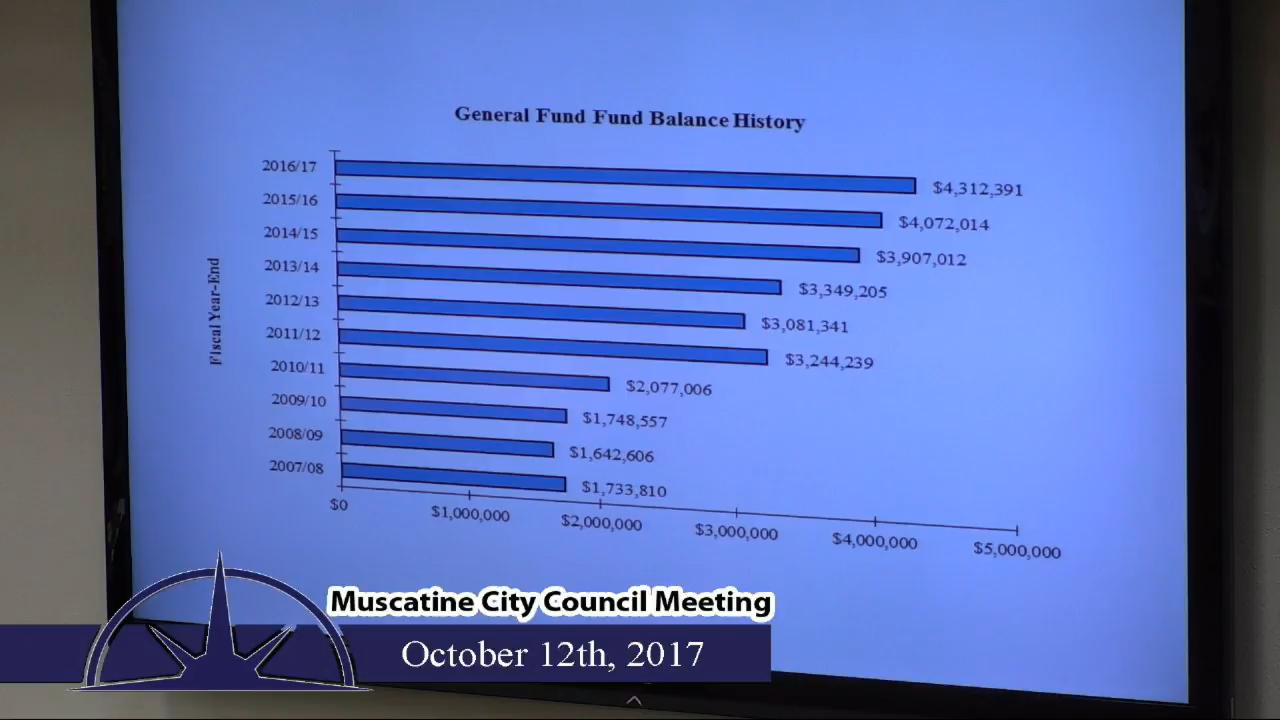 General Fund Fund Balance History
Fiscal Year-End
2016/17 $4,312,391
2015/16 $4,072,014
2014/15 $3,907,012
2013/14 $3,349,205
2012/13 $3,081,341
2011/12 $3,244,239
2010/11 $2,077,006
2009/10 $1,748,557
2008/09 $1,642,606
2007/08 $1,733,810
$0 $1,000,000 $2,000,000 $3,000,000 $4,000,000 $5,000,000
Muscatine City Council Meeting
October 12th, 2017